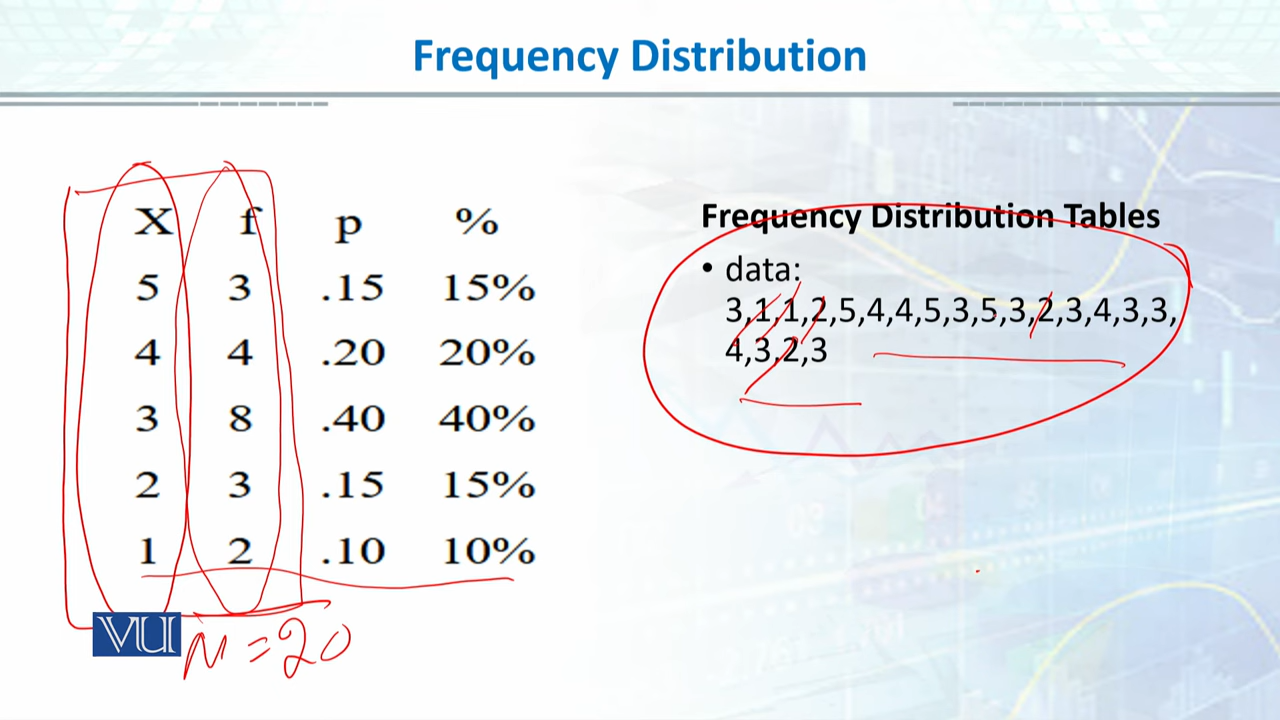 Frequency Distribution
X f p %
5 3 .15 15%
4 4 .20 20%
3 8 .40 40%
2 3 .15 15%
1 2 .10 10%
VU N = 20
Frequency Distribution Tables
• data:
3,1,1,2,5,4,4,5,3,5,3,2,3,4,3,3,
4,3,2,3